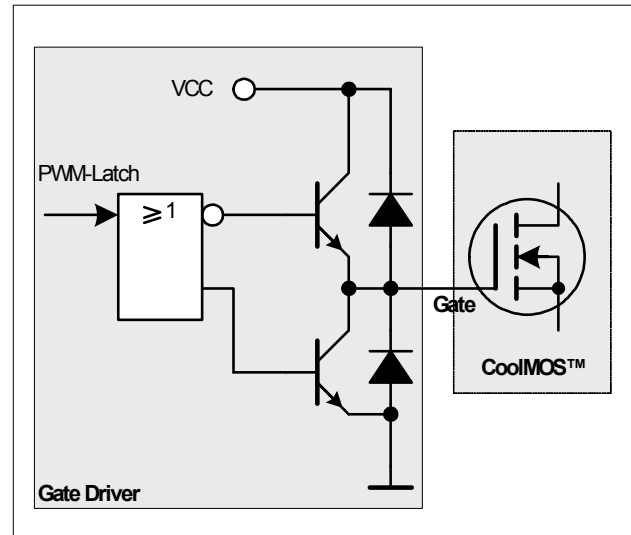 VCC
PWM-Latch
≥1
Gate
CoolMOS™
Gate Driver